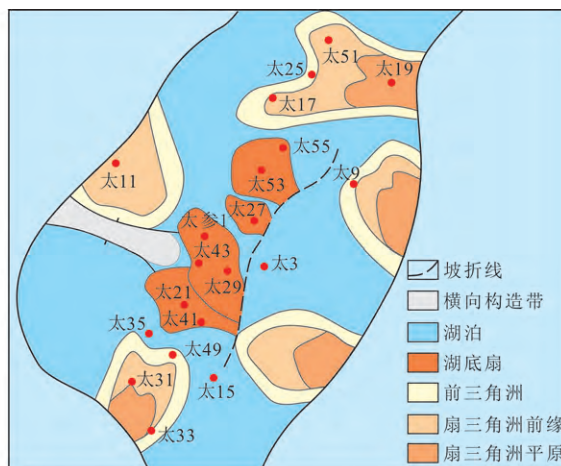 太51
太25
太19
太17
太55
太53
太9
太11
太27
太参1
太43
太3
太29
太21
太41
太35
太49
太31
太15
太33
坡折线
横向构造带
湖泊
湖底扇
前三角洲
扇三角洲前缘
扇三角洲平原